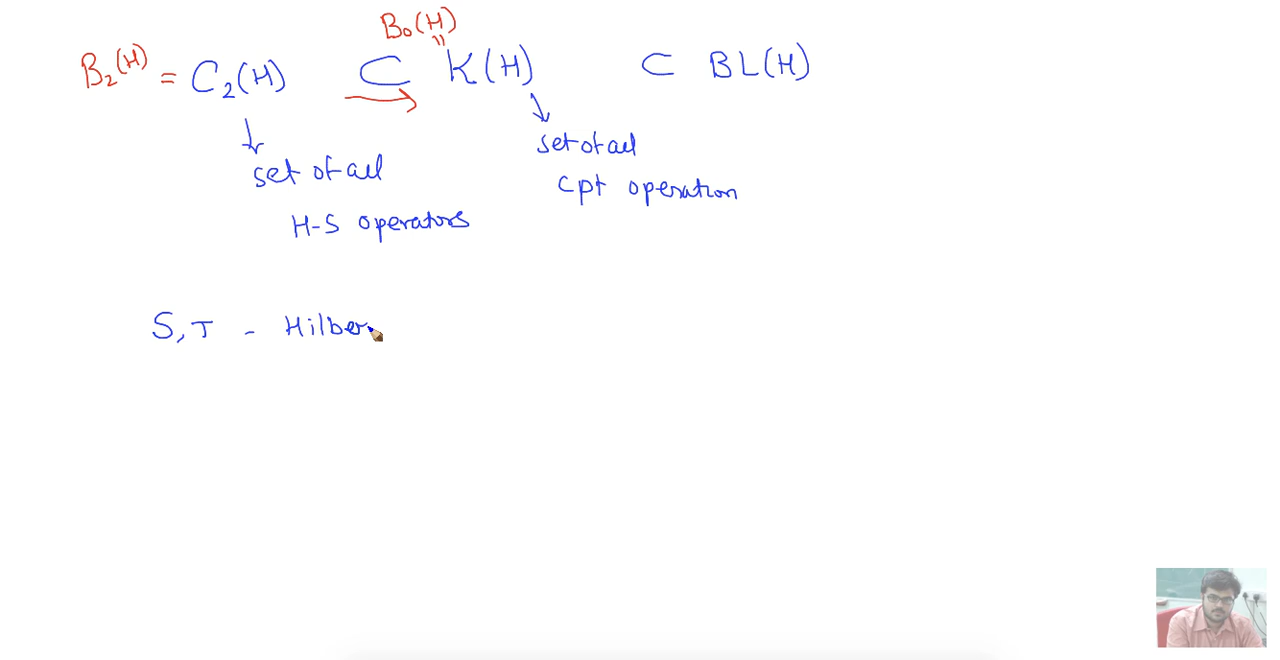 B₀(H)
"
B₂(H) = C₂(H) ⊂ K(H) ⊂ BL(H)
↓ set of all H-S operators
↘ set of all cpt operation
S, T - Hilber